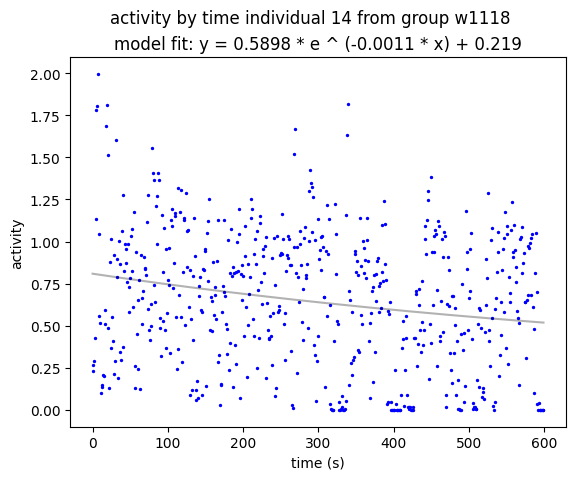 activity by time individual 14 from group w1118
model fit: y = 0.5898 * e ^ (-0.0011 * x) + 0.219
2.00
1.75
1.50
1.25
1.00
0.75
0.50
0.25
0.00
activity
0 100 200 300 400 500 600
time (s)